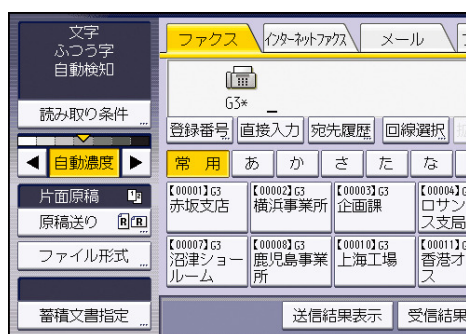 文字
ふつう字
自動検知
読み取り条件
自動濃度
片面原稿
原稿送り
ファイル形式
蓄積文書指定
ファクス
インターネットファクス
メール
G3*
_
登録番号
直接入力
宛先履歴
回線選択
常用
あ
か
さ
た
な
【00001】G3
赤坂支店
【00002】G3
横浜事業所
【00003】G3
企画課
【00004】G
ロサン
ス支局
【00007】G3
沼津ショー
ルーム
【00008】G3
鹿児島事業
所
【00010】G3
上海工場
【00011】G
香港オ
ス
送信結果表示
受信結果